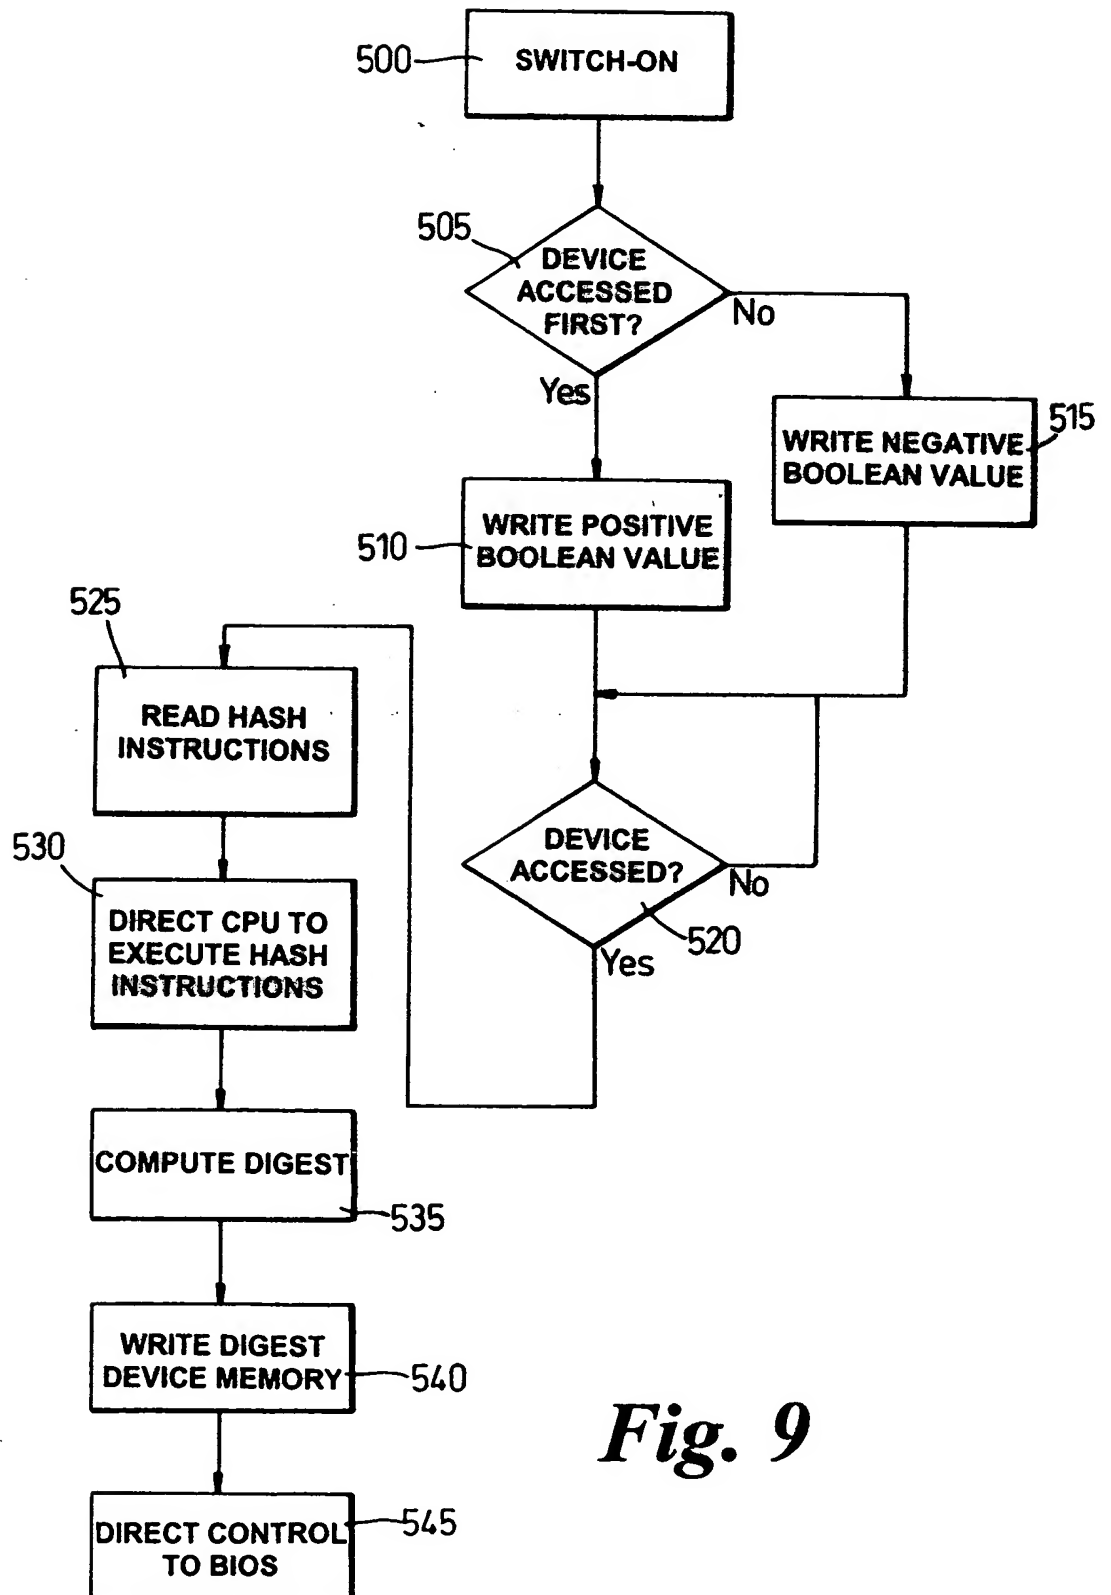 500
SWITCH-ON
505
DEVICE
ACCESSED
FIRST?
No
Yes
WRITE NEGATIVE
BOOLEAN VALUE
515
510
WRITE POSITIVE
BOOLEAN VALUE
525
READ HASH
INSTRUCTIONS
DEVICE
ACCESSED?
No
520
Yes
530
DIRECT CPU TO
EXECUTE HASH
INSTRUCTIONS
COMPUTE DIGEST
535
WRITE DIGEST
DEVICE MEMORY
540
DIRECT CONTROL
TO BIOS
545
Fig. 9